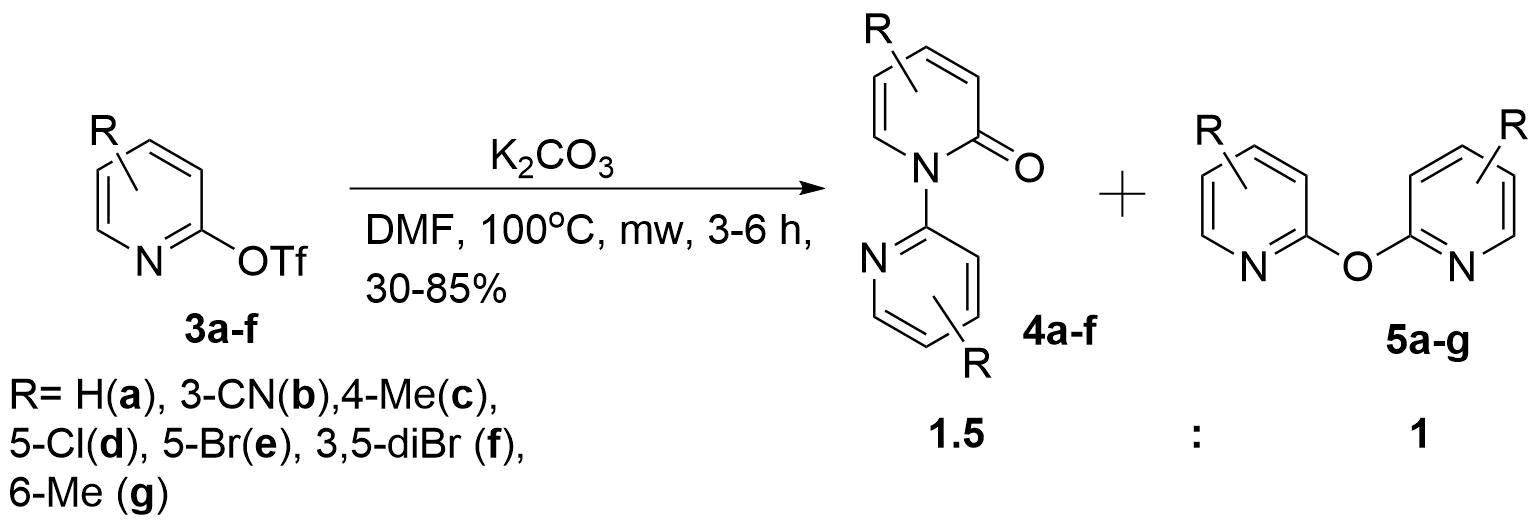 R
N
OTf
3a-f
R= H(a), 3-CN(b),4-Me(c),
5-Cl(d), 5-Br(e), 3,5-diBr (f),
6-Me (g)
K₂CO₃
DMF, 100ºC, mw, 3-6 h,
30-85%
R
N
O
N
R
4a-f
+
R
R
N
O
N
5a-g
1.5 : 1